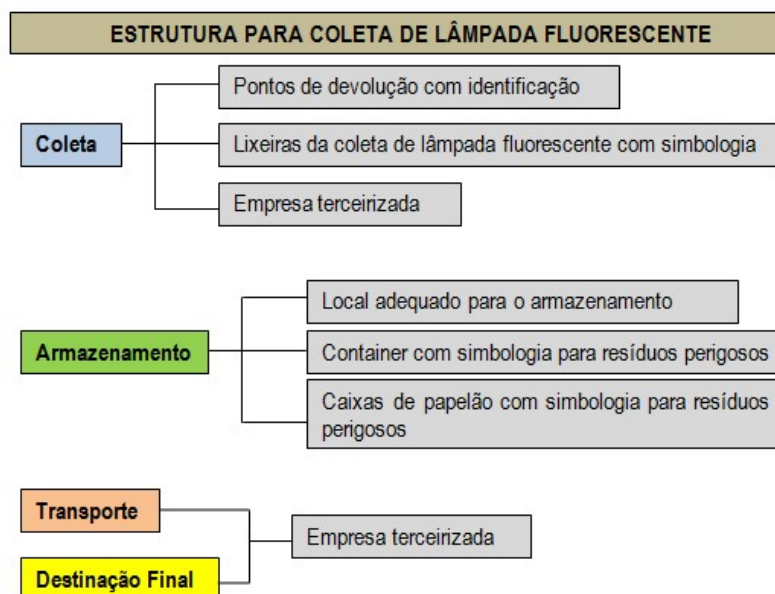 ESTRUTURA PARA COLETA DE LÂMPADA FLUORESCENTE
Pontos de devolução com identificação
Coleta
Lixeiras da coleta de lâmpada fluorescente com simbologia
Empresa terceirizada
Local adequado para o armazenamento
Armazenamento
Container com simbologia para resíduos perigosos
Caixas de papelão com simbologia para resíduos
perigosos
Transporte
Empresa terceirizada
Destinação Final